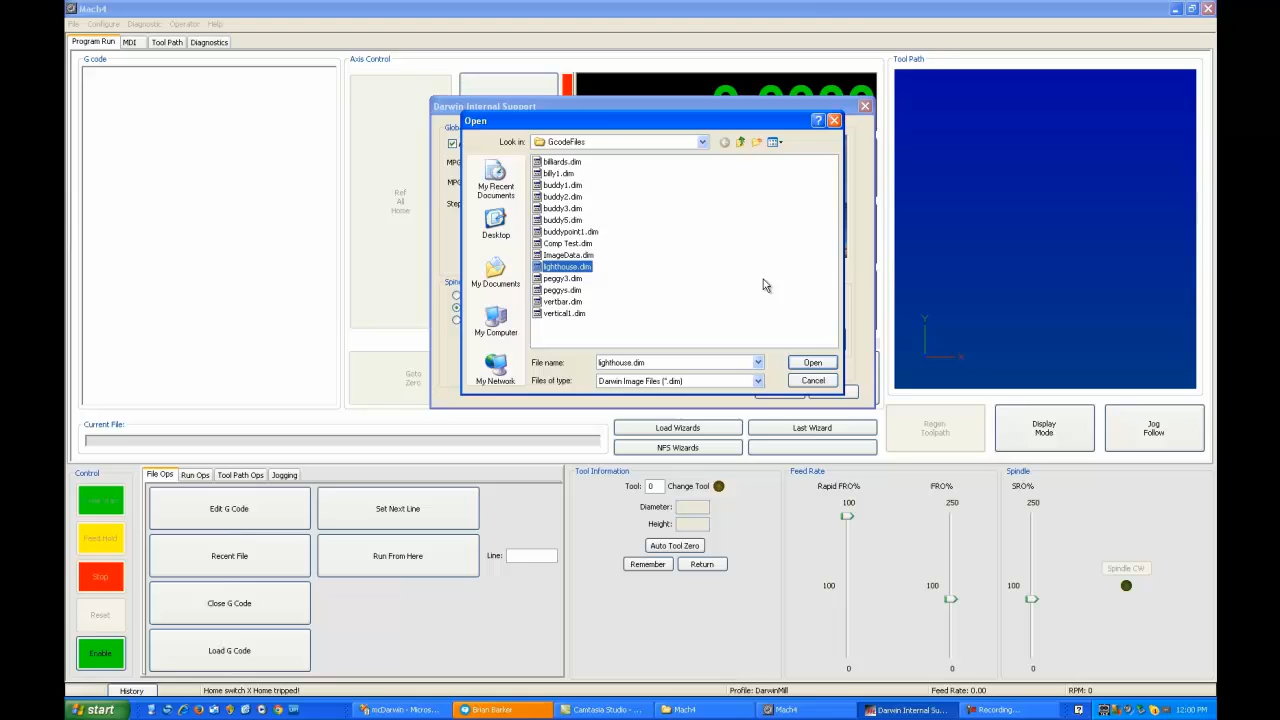 Mach4
File Configure Diagnostic Operator Help
Program Run MDI Tool Path Diagnostics
G code
Axis Control
Tool Path
Ref
All
Home
Goto
Zero
Darwin Internal Support
Open
Look in: GcodeFiles
My Recent
Documents
Desktop
My Documents
My Computer
My Network
billiards.dim
billy1.dim
buddy1.dim
buddy2.dim
buddy3.dim
buddy5.dim
buddypoint1.dim
Comp Test.dim
ImageData.dim
lighthouse.dim
peggy3.dim
peggys.dim
vertbar.dim
vertical1.dim
File name: lighthouse.dim Open
Files of type: Darwin Image Files (*.dim) Cancel
Y
X
Current File:
Load Wizards Last Wizard
NFS Wizards
Regen
Toolpath
Display
Mode
Jog
Follow
Control
Feed Hold
Stop
Reset
Enable
File Ops Run Ops Tool Path Ops Jogging
Edit G Code Set Next Line
Recent File Run From Here Line:
Close G Code
Load G Code
Tool Information
Tool: 0 Change Tool
Diameter:
Height:
Auto Tool Zero
Remember Return
Feed Rate
Rapid FRO% FRO%
100 250
100 100
0 0
Spindle
SRO%
250
100
0
Spindle CW
History Home switch X Home tripped! Profile: DarwinMill Feed Rate: 0.00 RPM: 0
start mcDarwin - Micros... Brian Barker Camtasia Studio - ... Mach4 Mach4 Darwin Internal Su... Recording... 12:00 PM